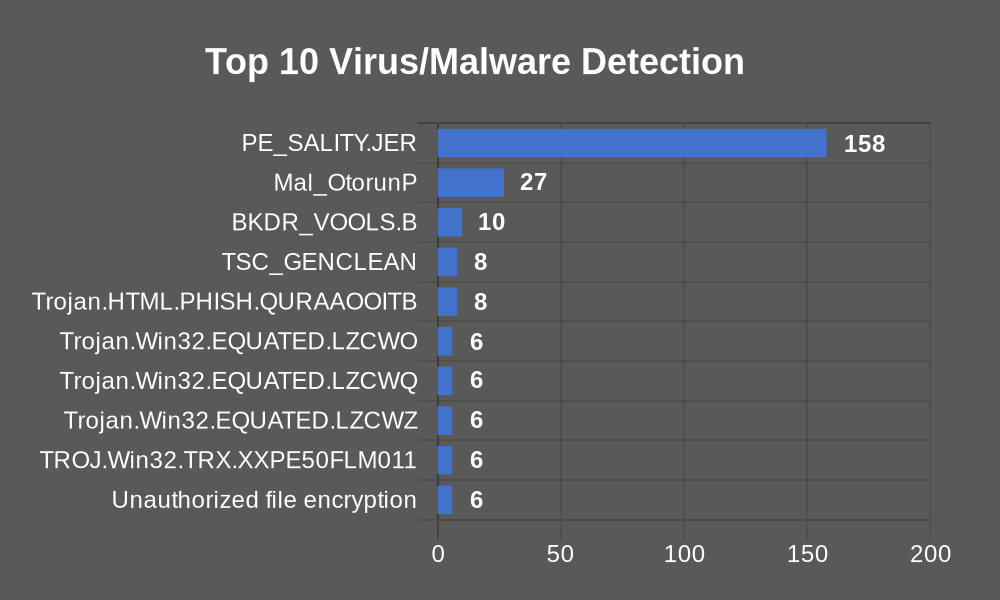 Top 10 Virus/Malware Detection
PE_SALITY.JER 158
Mal_OtorunP 27
BKDR_VOOLS.B 10
TSC_GENCLEAN 8
Trojan.HTML.PHISH.QURAAOOITB 8
Trojan.Win32.EQUATED.LZCWO 6
Trojan.Win32.EQUATED.LZCWQ 6
Trojan.Win32.EQUATED.LZCWZ 6
TROJ.Win32.TRX.XXPE50FLM011 6
Unauthorized file encryption 6
0 50 100 150 200